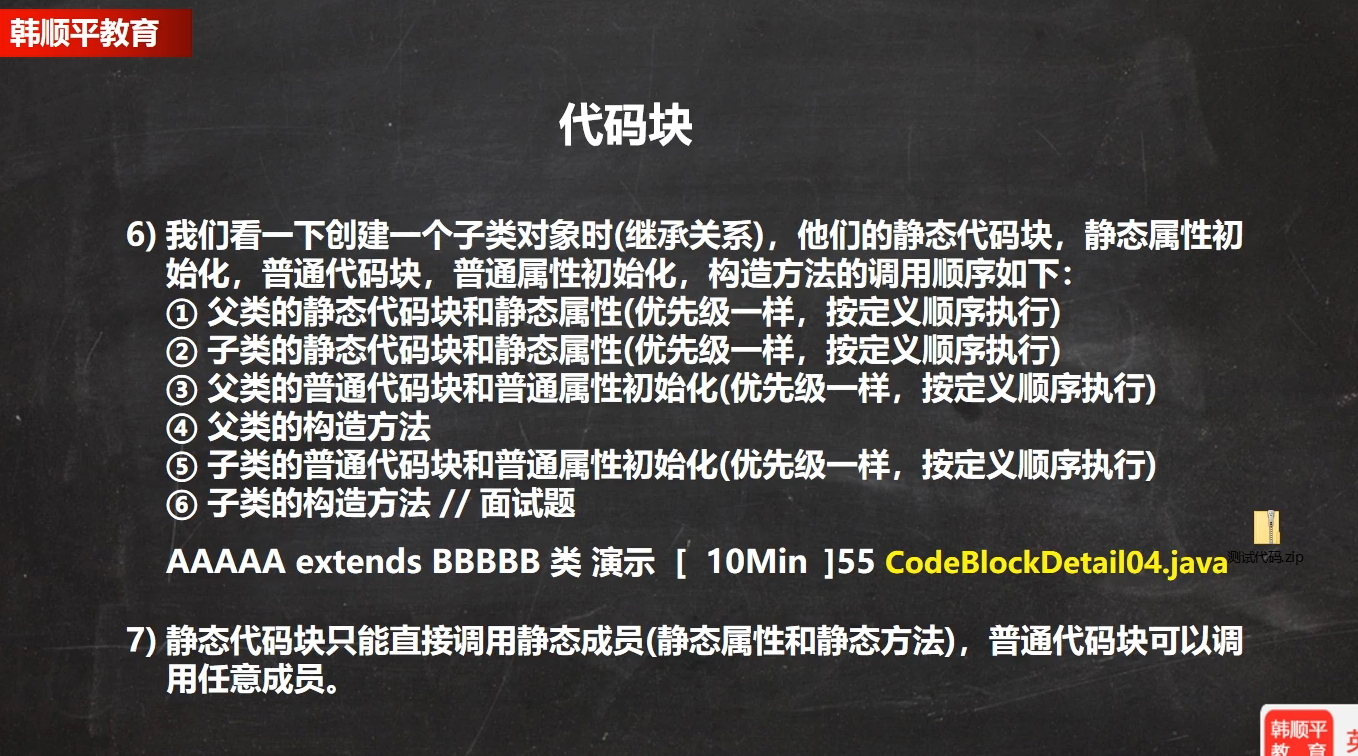 韩顺平教育
代码块
6) 我们看一下创建一个子类对象时(继承关系)，他们的静态代码块，静态属性初
始化，普通代码块，普通属性初始化，构造方法的调用顺序如下：
① 父类的静态代码块和静态属性(优先级一样，按定义顺序执行)
② 子类的静态代码块和静态属性(优先级一样，按定义顺序执行)
③ 父类的普通代码块和普通属性初始化(优先级一样，按定义顺序执行)
④ 父类的构造方法
⑤ 子类的普通代码块和普通属性初始化(优先级一样，按定义顺序执行)
⑥ 子类的构造方法 // 面试题
AAAAA extends BBBBB 类 演示 [ 10Min ]55 CodeBlockDetail04.java
测试代码.zip
7) 静态代码块只能直接调用静态成员(静态属性和静态方法)，普通代码块可以调
用任意成员。
韩顺平
教 育